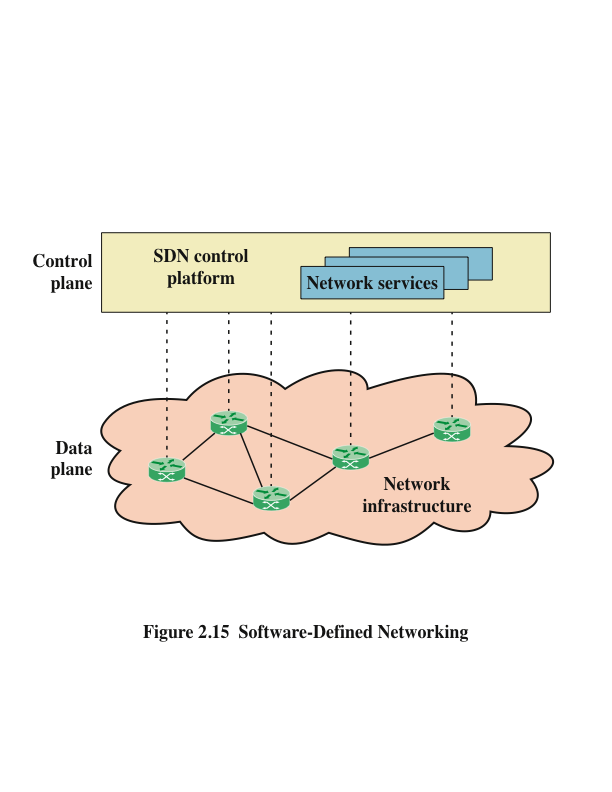 Control
plane
SDN control
platform
Network services
Data
plane
Network
infrastructure
Figure 2.15  Software-Defined Networking